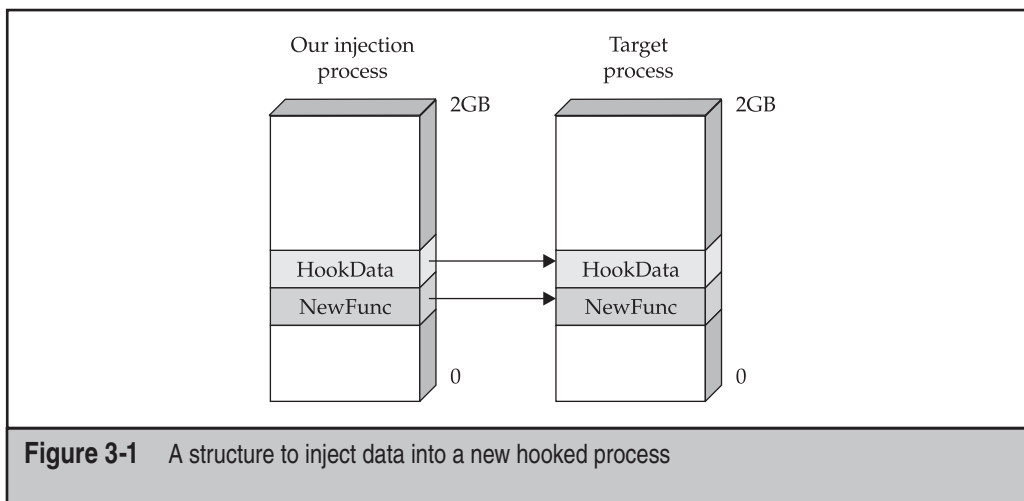 Our injection
process
Target
process
2GB
2GB
HookData
HookData
NewFunc
NewFunc
0
0
Figure 3-1 A structure to inject data into a new hooked process